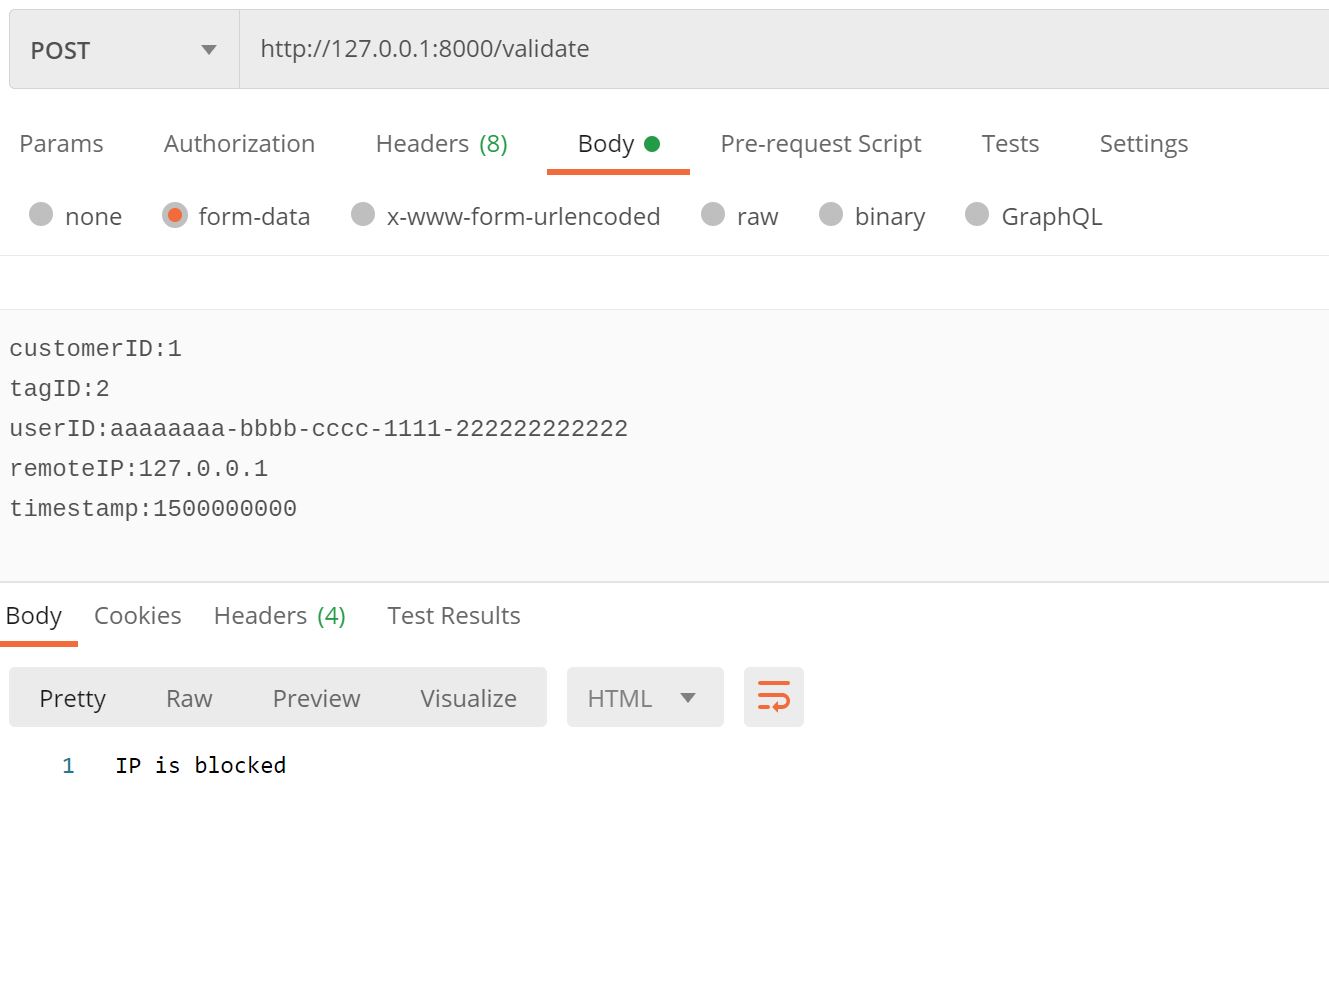 POST http://127.0.0.1:8000/validate
Params Authorization Headers (8) Body Pre-request Script Tests Settings
none form-data x-www-form-urlencoded raw binary GraphQL
customerID:1
tagID:2
userID:aaaaaaaa-bbbb-cccc-1111-222222222222
remoteIP:127.0.0.1
timestamp:1500000000
Body Cookies Headers (4) Test Results
Pretty Raw Preview Visualize HTML
1 IP is blocked